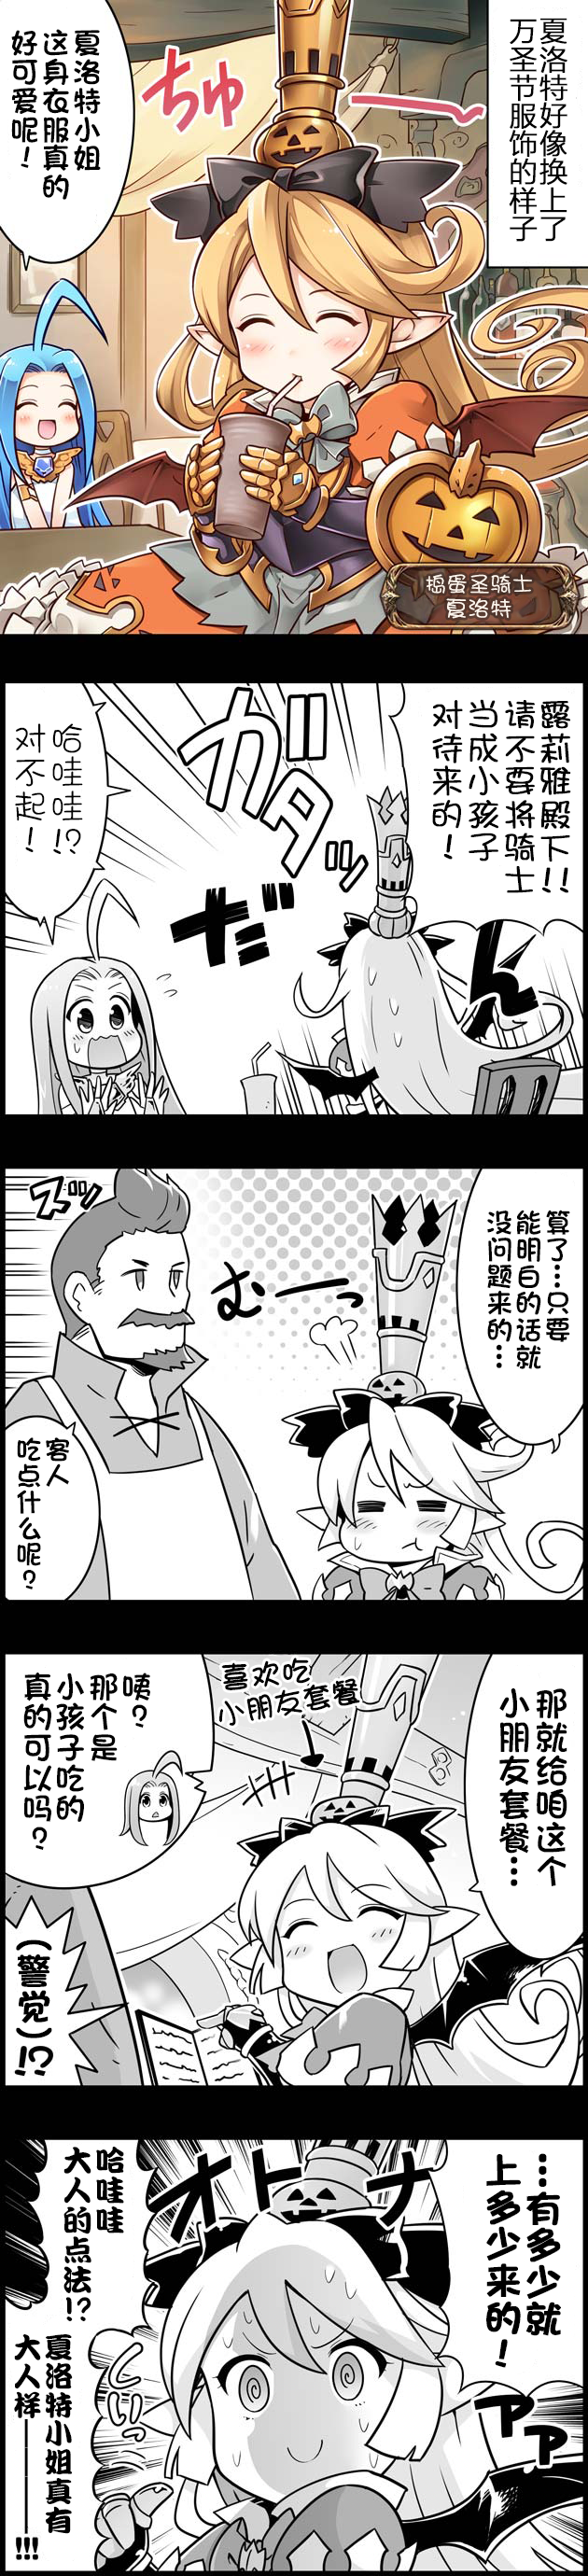 夏洛特好像换上了
万圣节服饰的样子
夏洛特小姐
这身衣服真的
好可爱呢！
ちゅ
捣蛋圣骑士
夏洛特
露莉雅殿下!!
请不要将骑士
当成小孩子
对待来的！
ガタッ
だん
哈哇哇!?
对不起！
算了…只要
能明白的话就
没问题来的…
むーっ
ズッ
客人
吃点什么呢？
那就给咱这个
小朋友套餐…
喜欢吃
小朋友套餐
咦？
那个是
小孩子吃的
真的可以吗？
（警觉）!?
…有多少就
上多少来的！
オトナ
アァ
哈哇哇
大人的点法!?
くいっ
夏洛特小姐真有
大人样——!!!